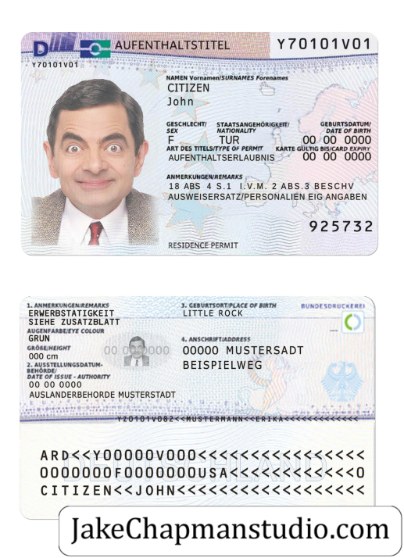 D AUFENTHALTSTITEL Y70101V01
Y70101V01
NAMEN Vornamen/SURNAMES Forenames
CITIZEN
John
GESCHLECHT/ STAATSANGEHÖRIGKEIT/ GEBURTSDATUM/
SEX NATIONALITY DATE OF BIRTH
F TUR 00 00 0000
ART DES TITELS/TYPE OF PERMIT KARTE GÜLTIG BIS/CARD EXPIRY
AUFENTHALTSERLAUBNIS 00 00 0000
ANMERKUNGEN/REMARKS
18 ABS 4 S.1 I.V.M. 2 ABS.3 BESCHV
AUSWEISERSATZ/PERSONALIEN EIG ANGABEN
925732
RESIDENCE PERMIT
1. ANMERKUNGEN/REMARKS 3. GEBURTSORT/PLACE OF BIRTH BUNDESDRUCKEREI
ERWERBSTATIGKEIT LITTLE ROCK
SIEHE ZUSATZBLATT
AUGENFARBE/EYE COLOUR
GRUN 4. ANSCHRIFT/ADDRESS
GRÖßE/HEIGHT 00 00 0000 00000 MUSTERSADT
000 cm BEISPIELWEG
2. AUSSTELLUNGSDATUM-
BEHÖRDE/
DATE OF ISSUE - AUTHORITY
00 00 0000
AUSLANDERBEHORDE MUSTERSTADT
ARD<<Y00000V000<<<<<<<<<<<<<<<
0000000F0000000USA<<<<<<<<<<<0
CITIZEN<<JOHN<<<<<<<<<<<<<<<<<
JakeChapmanstudio.com